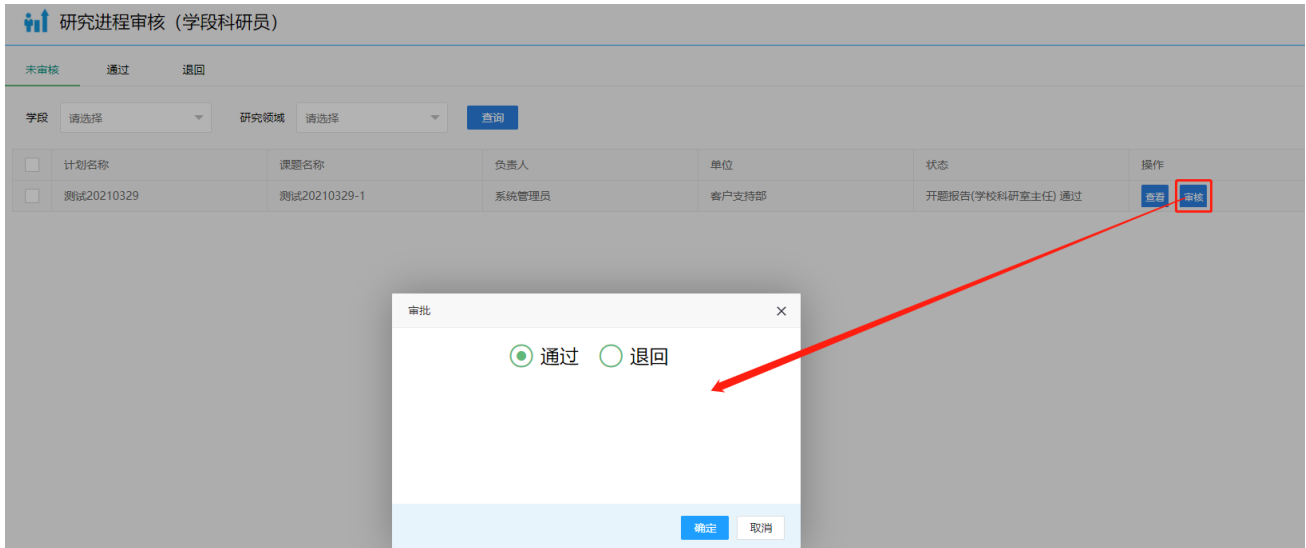 研究进程审核（学段科研员）
未审核 通过 退回
学段 请选择 研究领域 请选择 查询
计划名称 课题名称 负责人 单位 状态 操作
测试20210329 测试20210329-1 系统管理员 客户支持部 开题报告(学校科研室主任) 通过 查看 审核
审批
通过 退回
确定 取消